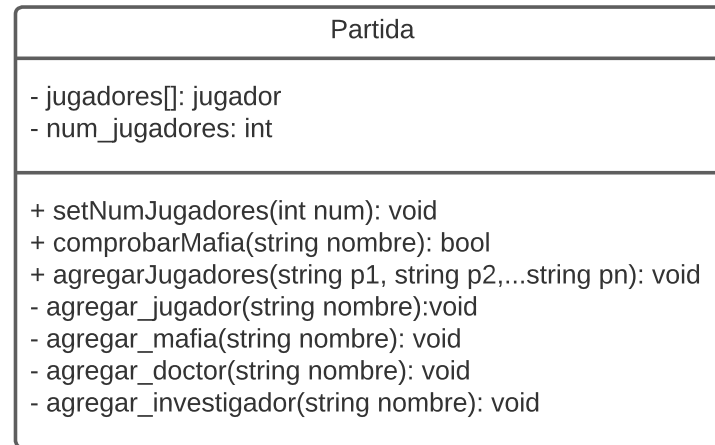 Partida
- jugadores[]: jugador
- num_jugadores: int
+ setNumJugadores(int num): void
+ comprobarMafia(string nombre): bool
+ agregarJugadores(string p1, string p2,...string pn): void
- agregar_jugador(string nombre):void
- agregar_mafia(string nombre): void
- agregar_doctor(string nombre): void
- agregar_investigador(string nombre): void